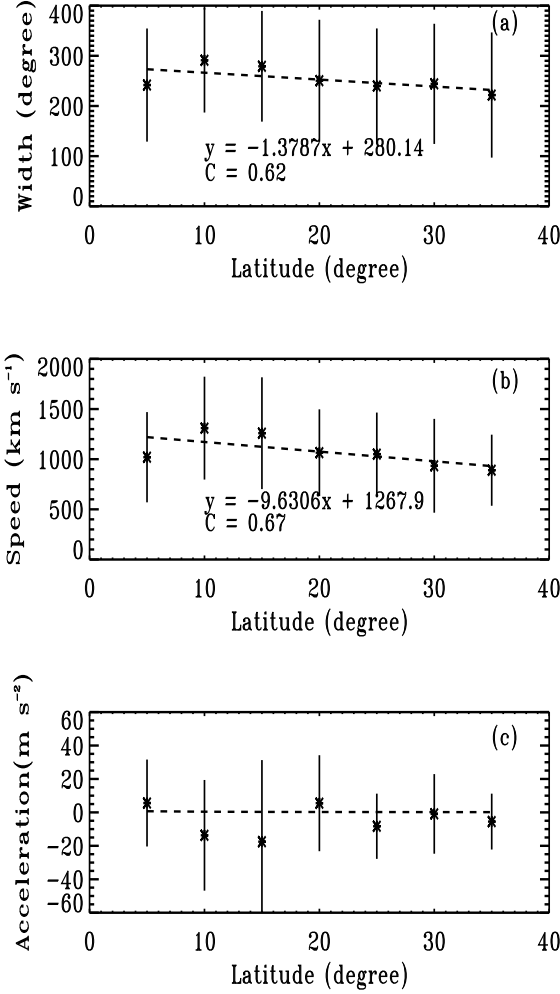 400
300
200
100
0
Width (degree)
(a)
y = −1.3787x + 280.14
C = 0.62
0 10 20 30 40
Latitude (degree)
2000
1500
1000
500
0
Speed (km s⁻¹)
(b)
y = −9.6306x + 1267.9
C = 0.67
0 10 20 30 40
Latitude (degree)
60
40
20
0
−20
−40
−60
Acceleration(m s⁻²)
(c)
0 10 20 30 40
Latitude (degree)